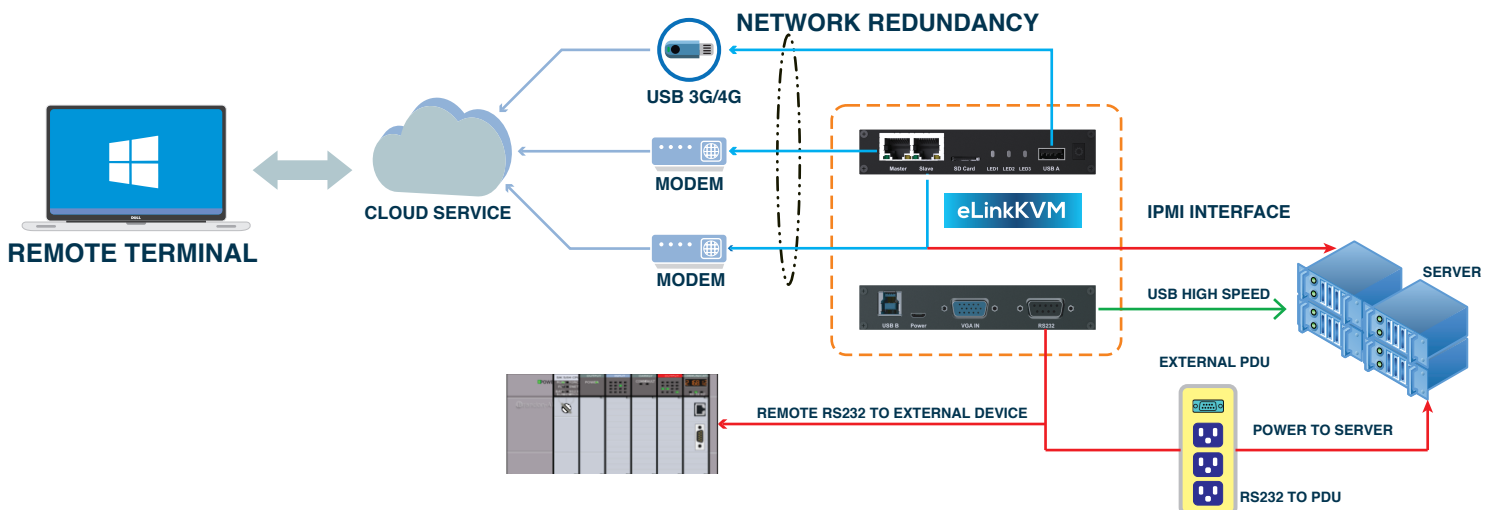 NETWORK REDUNDANCY
USB 3G/4G
MODEM
CLOUD SERVICE
REMOTE TERMINAL
DELL
MODEM
Master Slave SD Card LED1 LED2 LED3 USB A
eLinkKVM
IPMI INTERFACE
SERVER
USB HIGH SPEED
USB B Power VGA IN RS232
EXTERNAL PDU
REMOTE RS232 TO EXTERNAL DEVICE
POWER TO SERVER
RS232 TO PDU